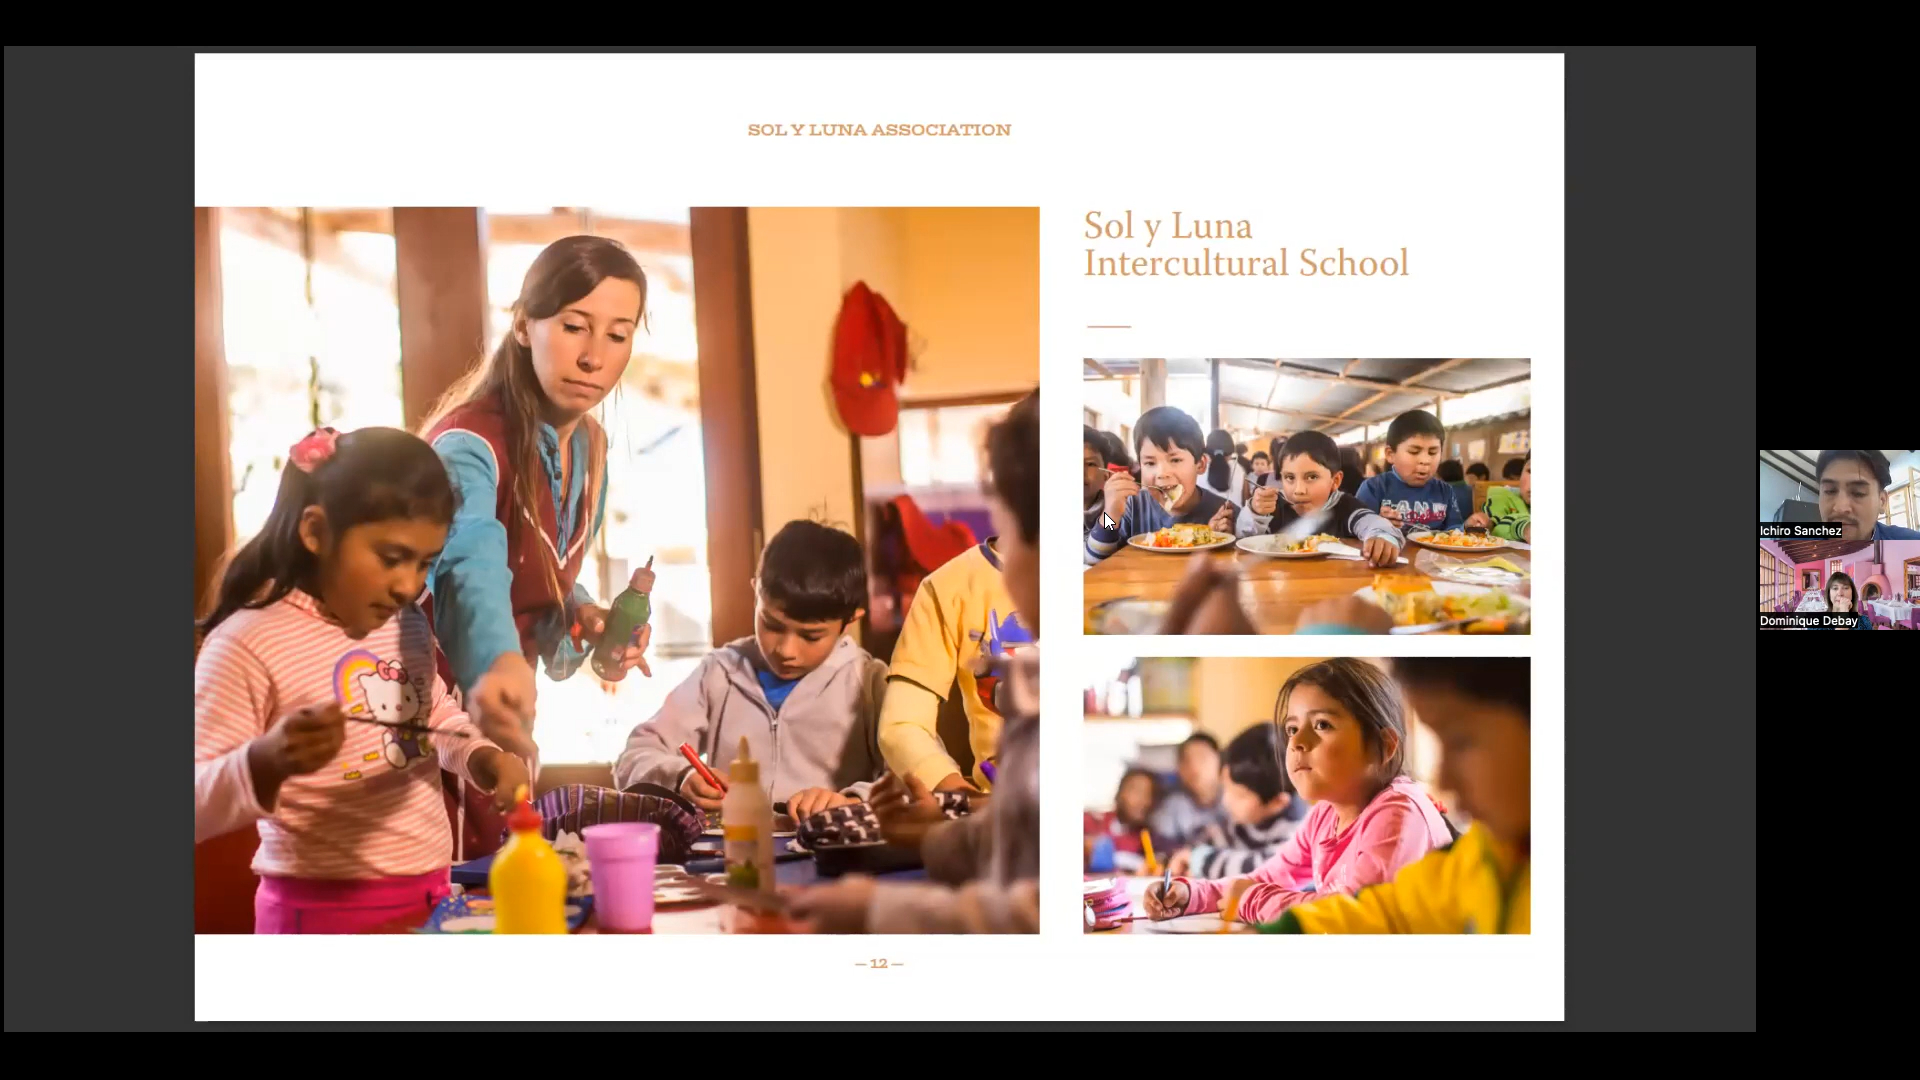 SOL Y LUNA ASSOCIATION
Sol y Luna
Intercultural School
— 12 —
Ichiro Sanchez
Dominique Debay